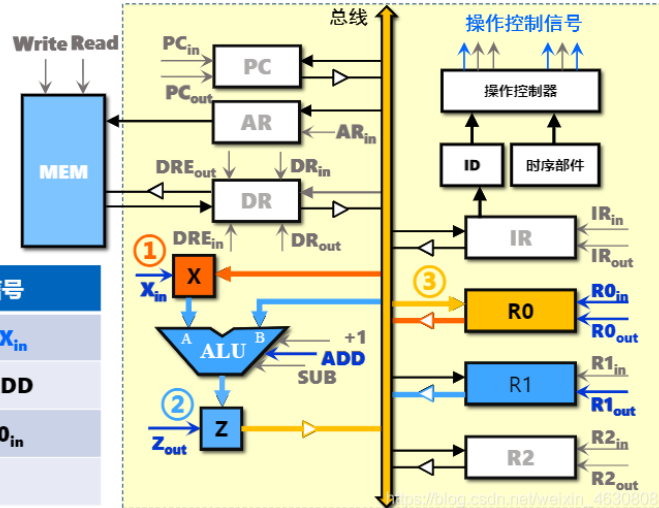 总线
操作控制信号
Write Read
PCin
PCout
PC
操作控制器
AR
ARin
MEM
DREout
DRin
DR
DREin
DRout
ID
时序部件
IR
IRin
IRout
①
X
Xin
③
R0
R0in
R0out
号
Xin
A
B
ALU
+1
ADD
SUB
DD
R1
R1in
R1out
②
Z
Zout
0in
R2
R2in
R2out
https://blog.csdn.net/weixin_4630808